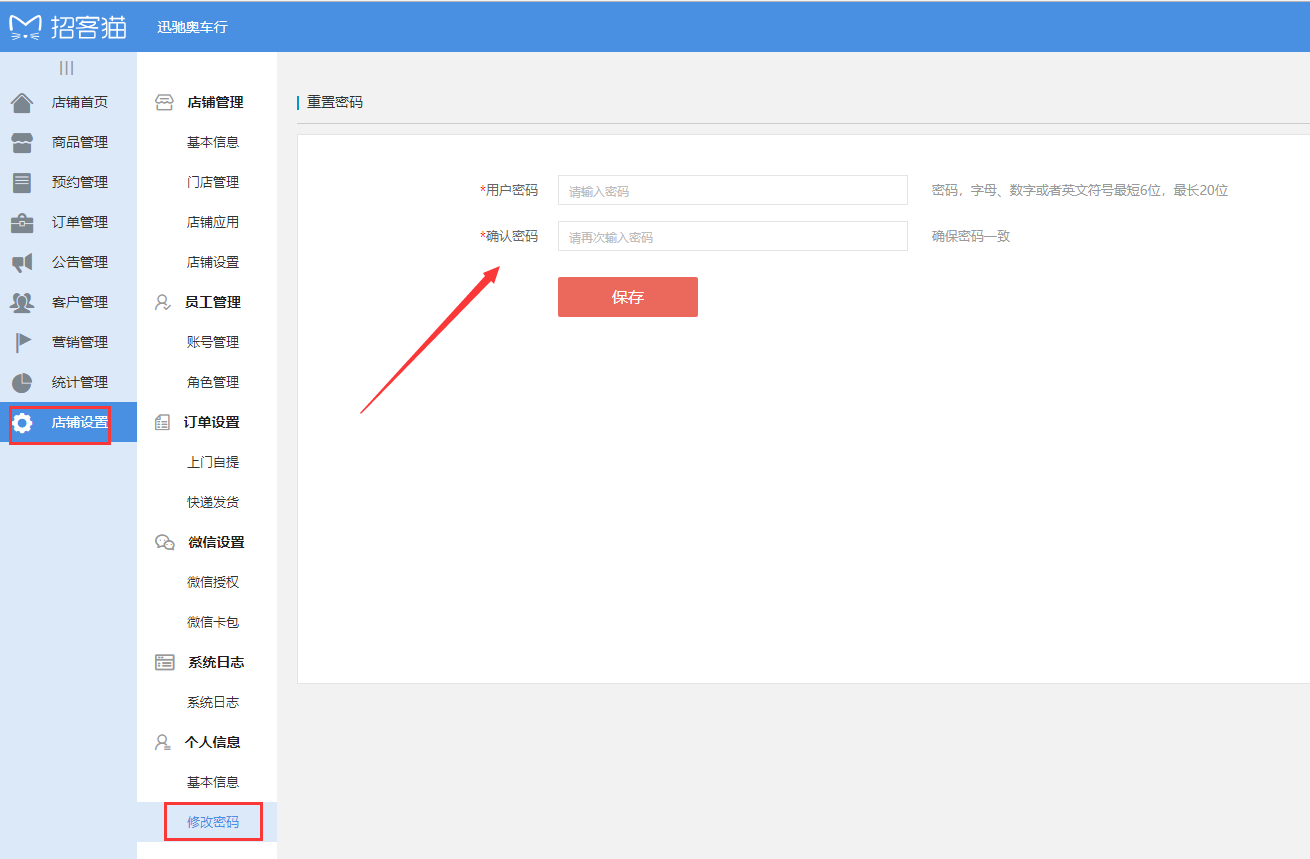 招客猫
迅驰奥车行
店铺首页
商品管理
预约管理
订单管理
公告管理
客户管理
营销管理
统计管理
店铺设置
店铺管理
基本信息
门店管理
店铺应用
店铺设置
员工管理
账号管理
角色管理
订单设置
上门自提
快递发货
微信设置
微信授权
微信卡包
系统日志
系统日志
个人信息
基本信息
修改密码
重置密码
*用户密码 请输入密码 密码，字母、数字或者英文符号最短6位，最长20位
*确认密码 请再次输入密码 确保密码一致
保存